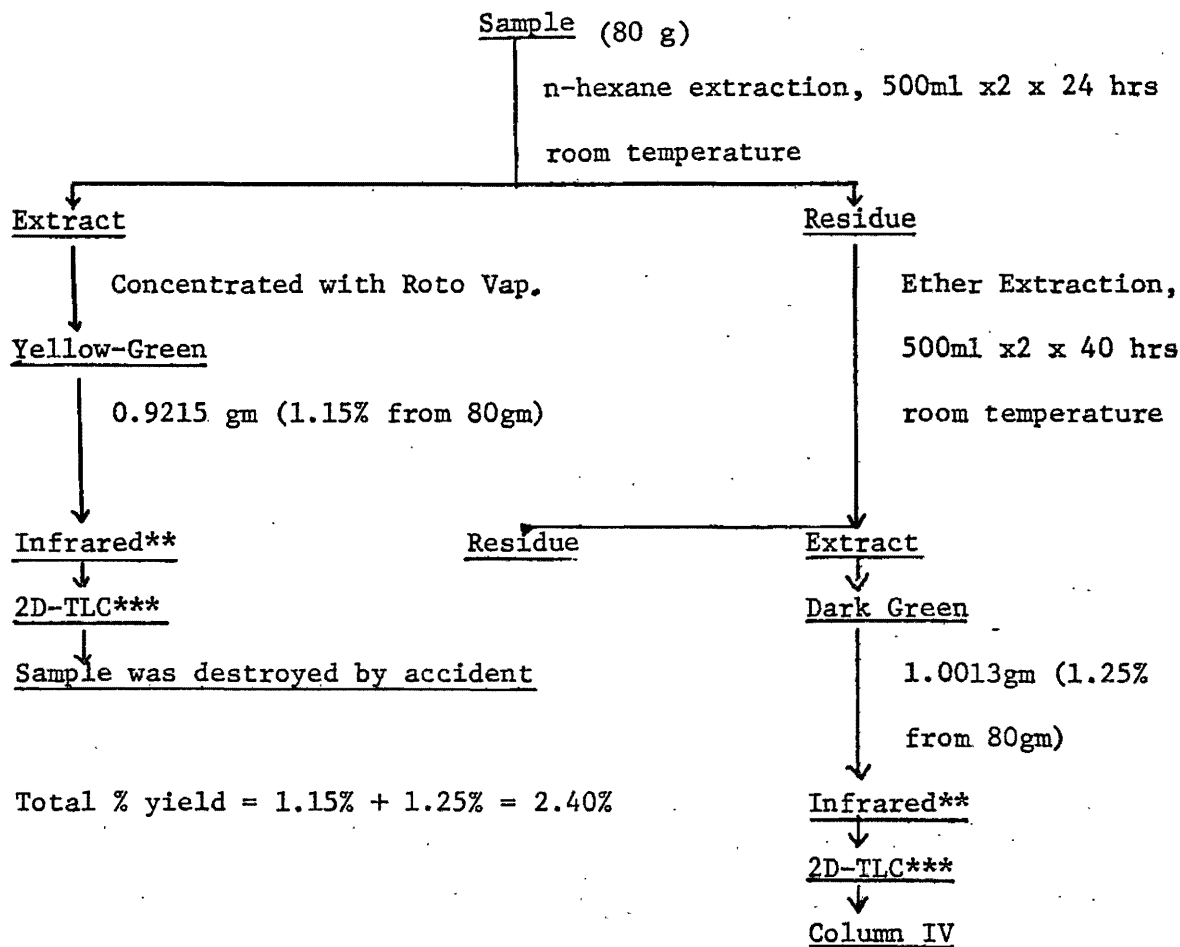 Sample (80 g)
n-hexane extraction, 500ml x2 x 24 hrs
room temperature
Extract
Residue
Concentrated with Roto Vap.
Ether Extraction,
Yellow-Green
500ml x2 x 40 hrs
0.9215 gm (1.15% from 80gm)
room temperature
Infrared**
Residue
Extract
2D-TLC***
Dark Green
Sample was destroyed by accident
1.0013gm (1.25%
from 80gm)
Total % yield = 1.15% + 1.25% = 2.40%
Infrared**
2D-TLC***
Column IV